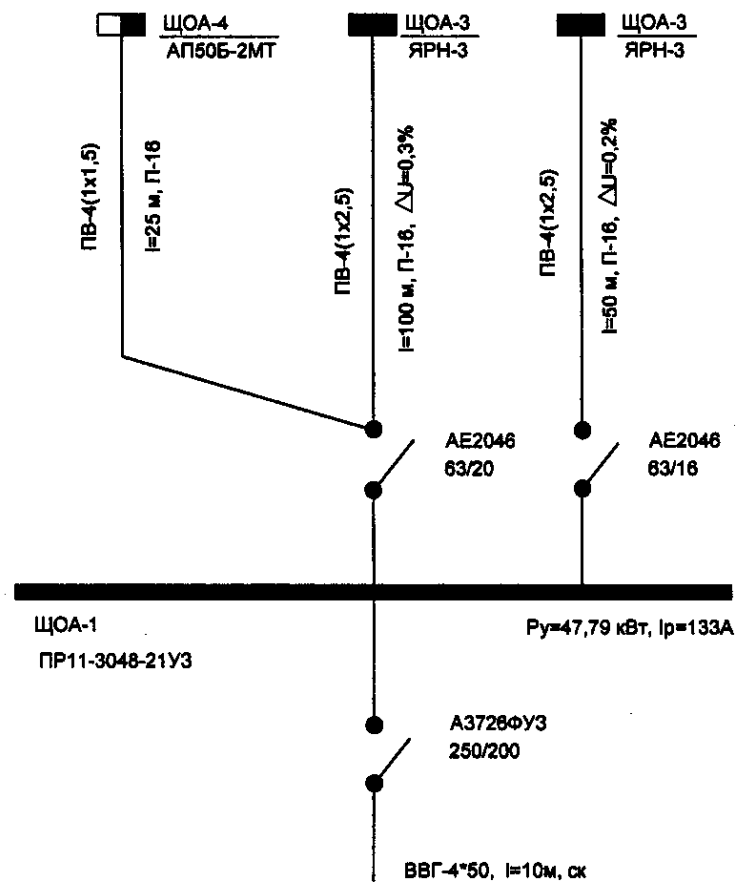 ЩОА-4
АП50Б-2МТ
ЩОА-3
ЯРН-3
ЩОА-3
ЯРН-3
ПВ-4(1х1,5)
l=25 м, П-16
ПВ-4(1х2,5)
l=100 м, П-16, △U=0,3%
ПВ-4(1х2,5)
l=50 м, П-16, △U=0,2%
АЕ2046
63/20
АЕ2046
63/16
ЩОА-1
ПР11-3048-21У3
Ру=47,79 кВт, Iр=133А
А3726ФУ3
250/200
ВВГ-4*50, l=10м, ск